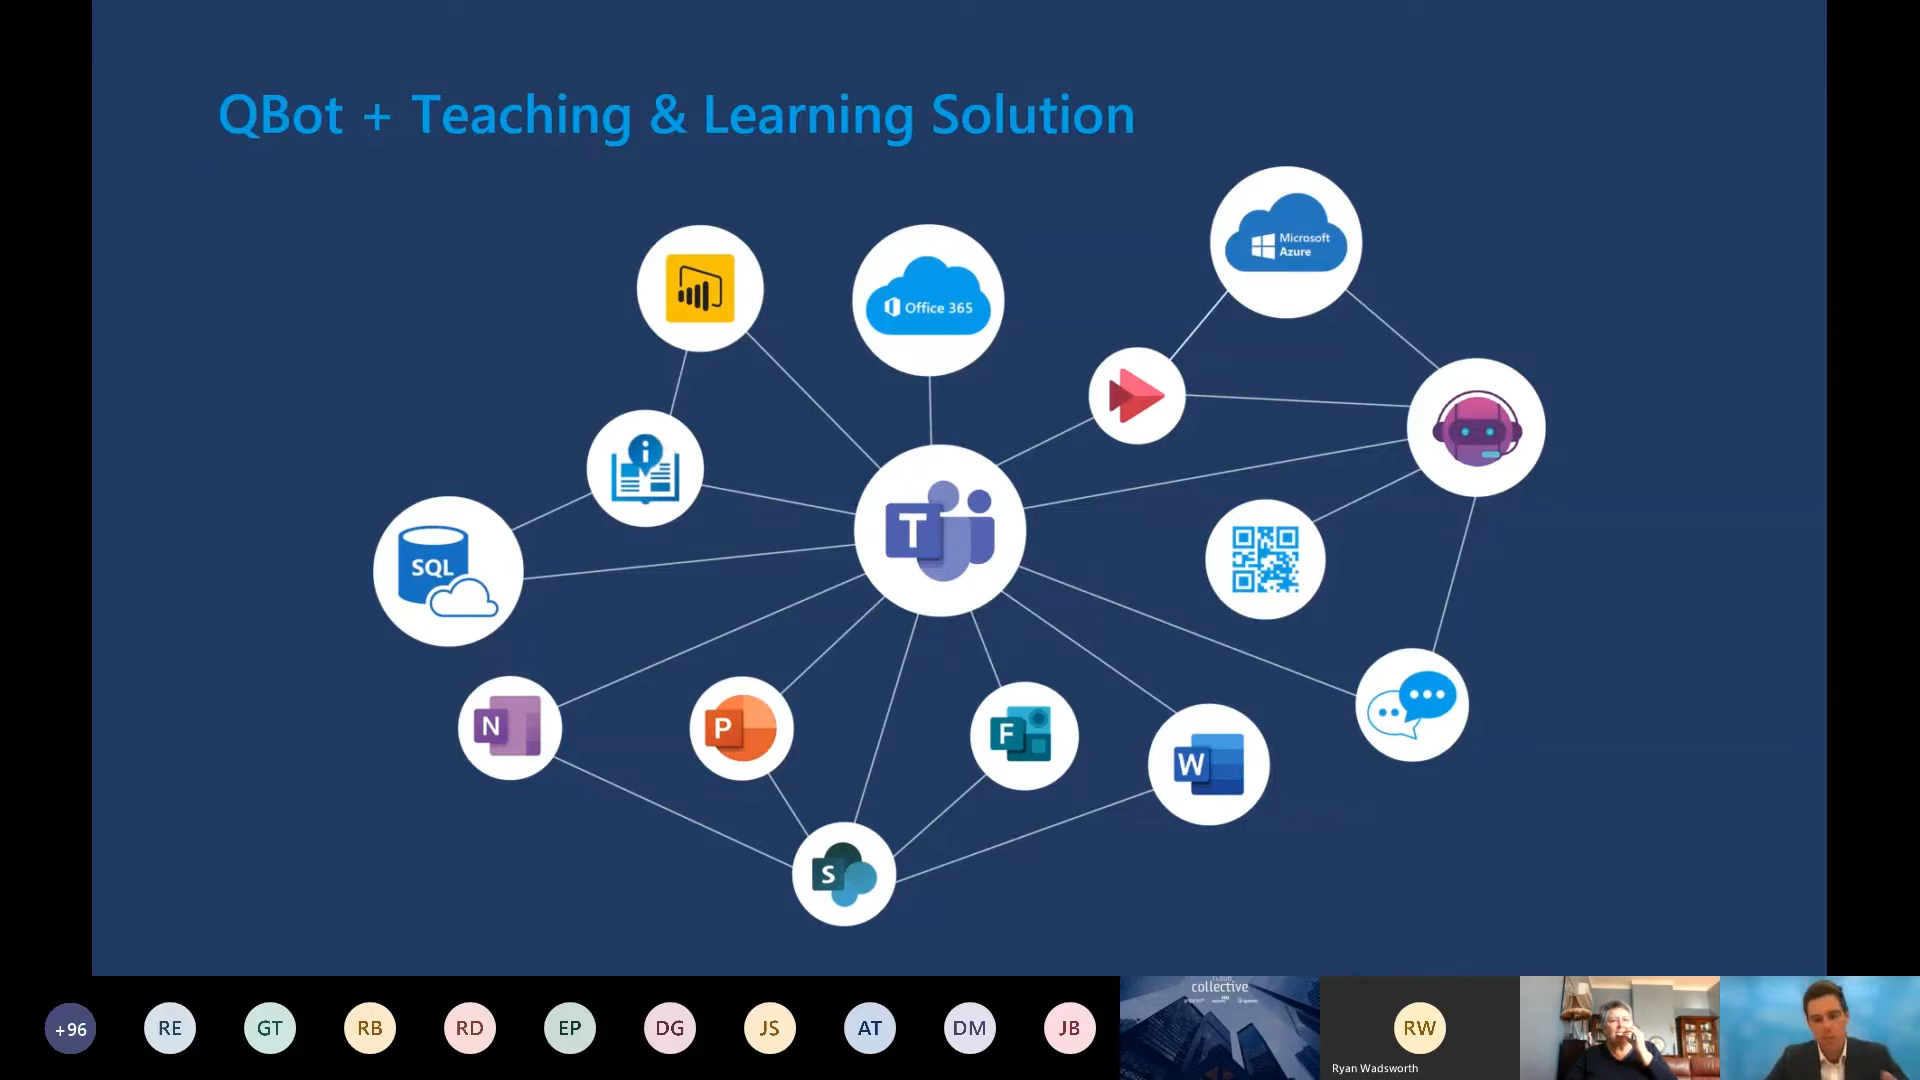 QBot + Teaching & Learning Solution
Microsoft
Azure
Office 365
T
SQL
N
P
F
W
S
+96
RE
GT
RB
RD
EP
DG
JS
AT
DM
JB
collective
RW
Ryan Wadsworth